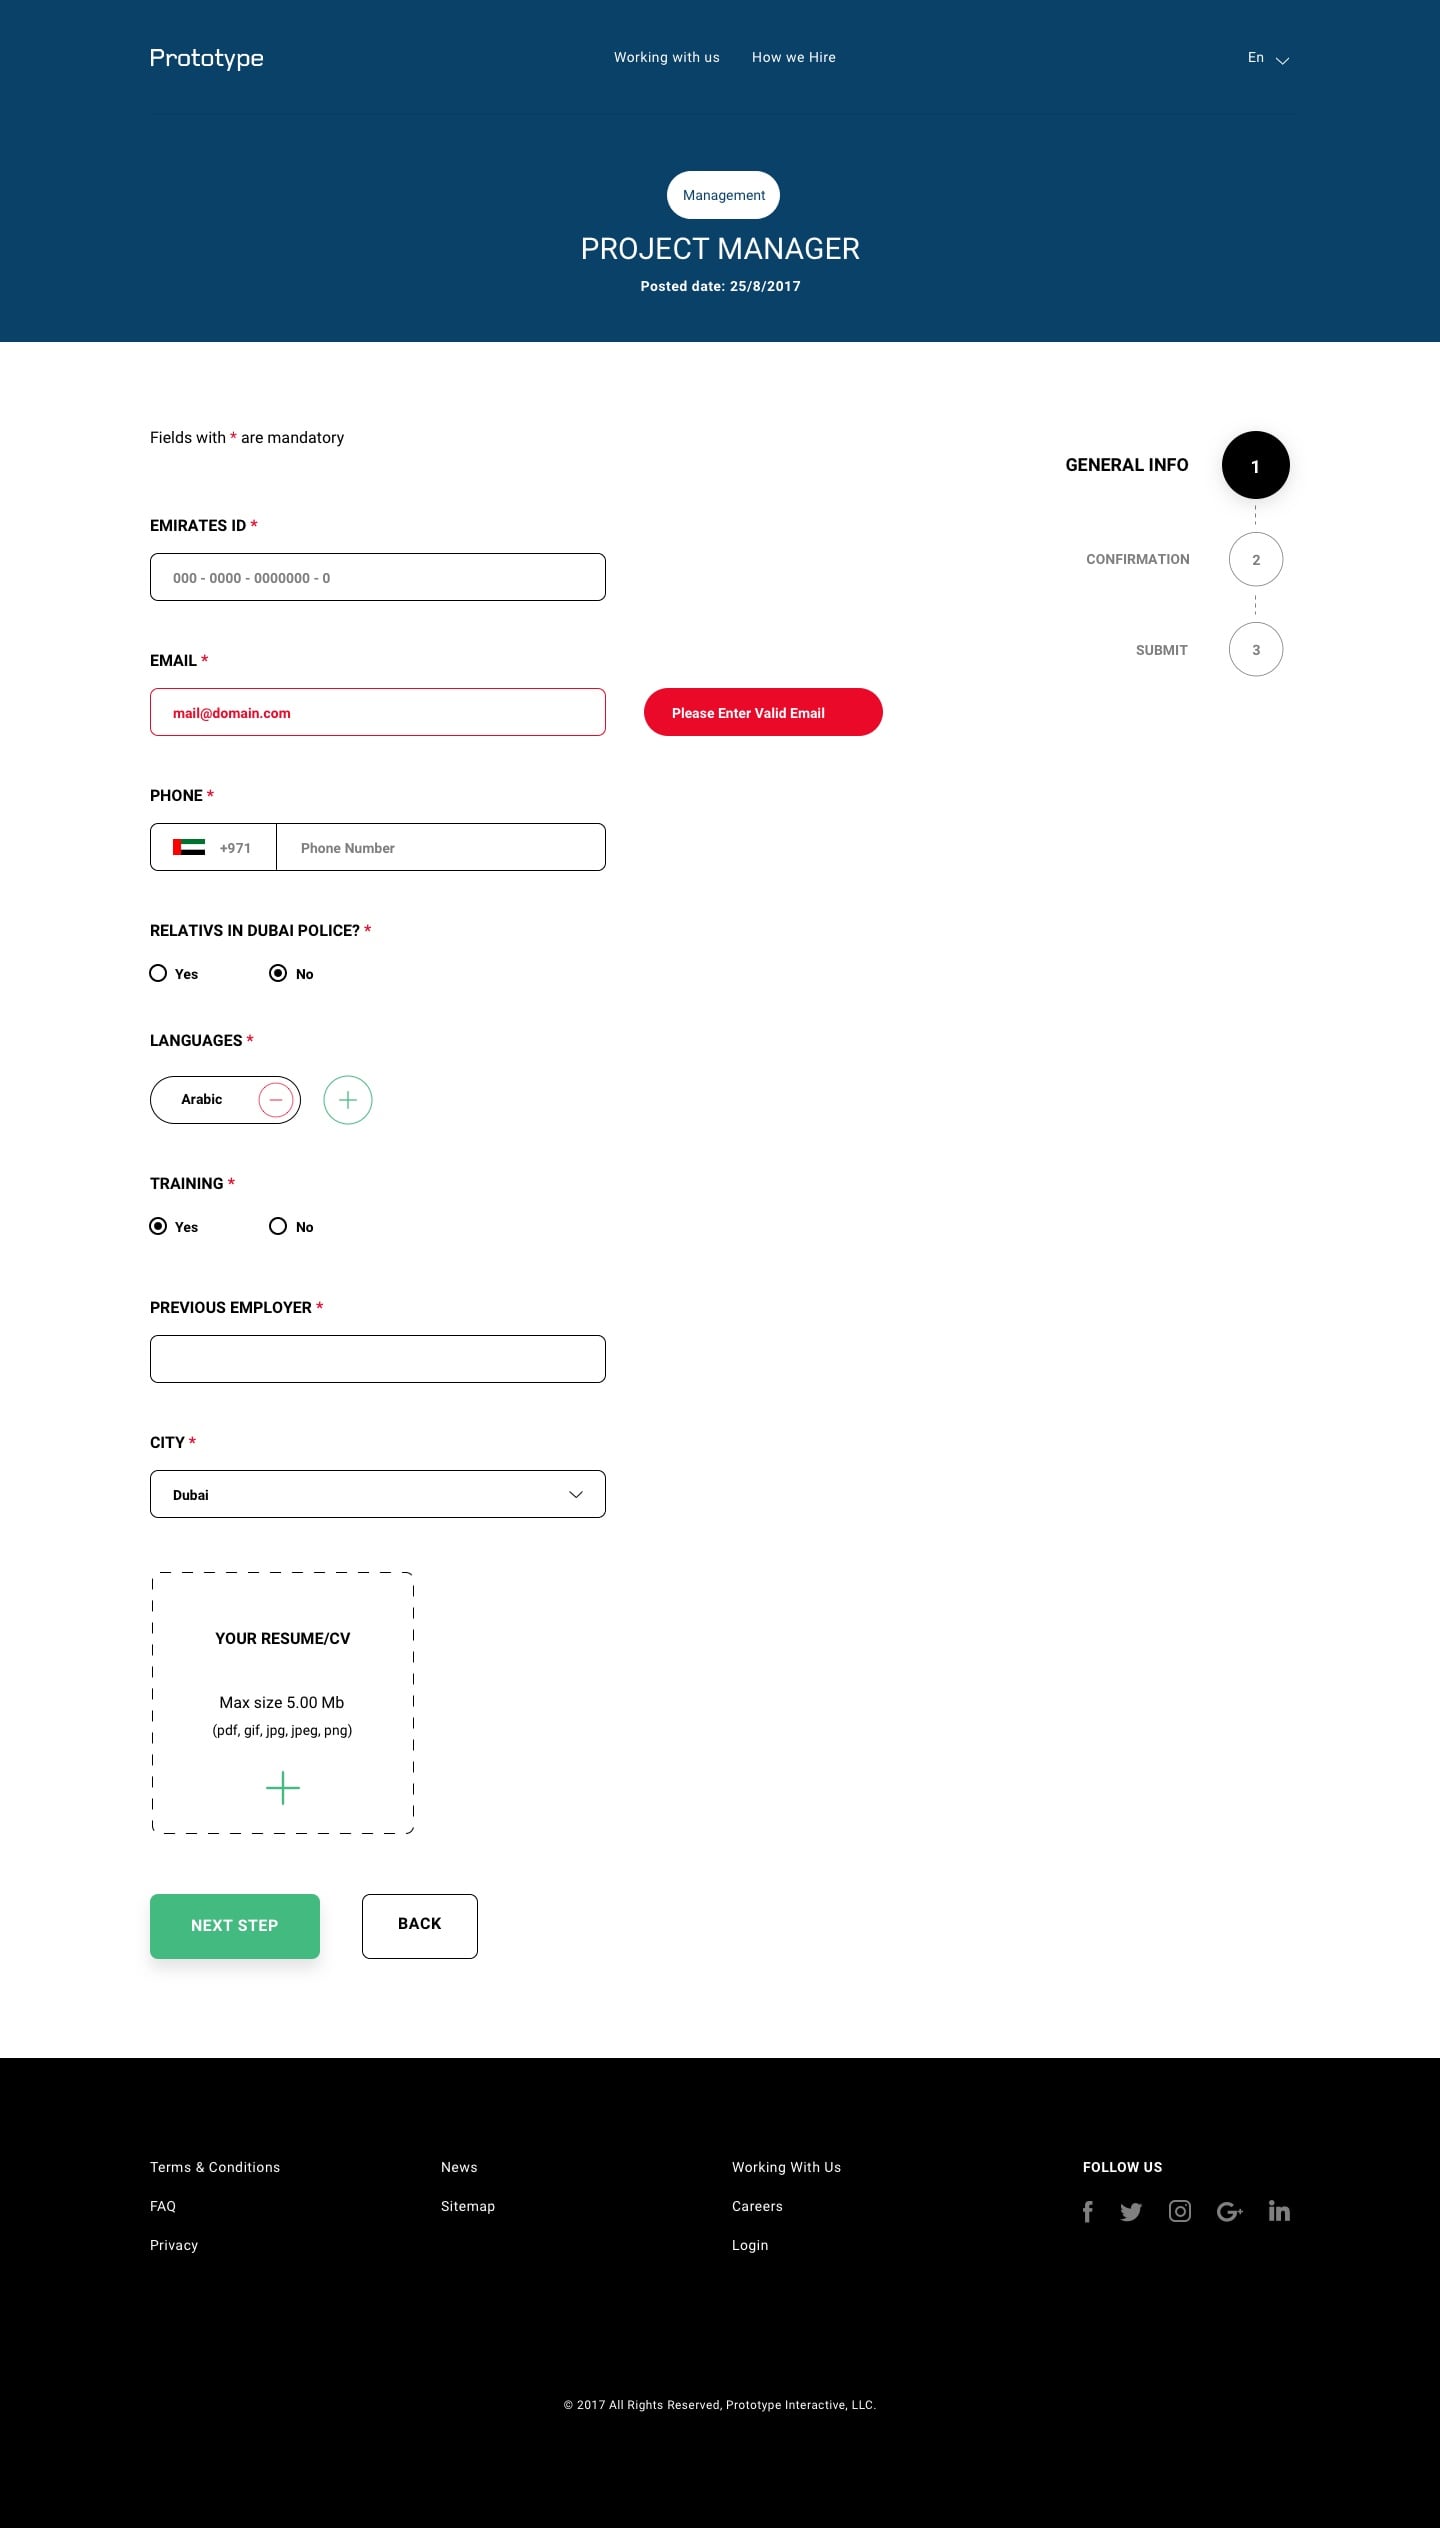 Prototype
Working with us
How we Hire
En
Management
PROJECT MANAGER
Posted date: 25/8/2017
Fields with * are mandatory
GENERAL INFO
1
CONFIRMATION
2
SUBMIT
3
EMIRATES ID *
000 - 0000 - 0000000 - 0
EMAIL *
mail@domain.com
Please Enter Valid Email
PHONE *
+971
Phone Number
RELATIVS IN DUBAI POLICE? *
Yes
No
LANGUAGES *
Arabic
TRAINING *
Yes
No
PREVIOUS EMPLOYER *
CITY *
Dubai
YOUR RESUME/CV
Max size 5.00 Mb
(pdf, gif, jpg, jpeg, png)
NEXT STEP
BACK
Terms & Conditions
FAQ
Privacy
News
Sitemap
Working With Us
Careers
Login
FOLLOW US
© 2017 All Rights Reserved, Prototype Interactive, LLC.